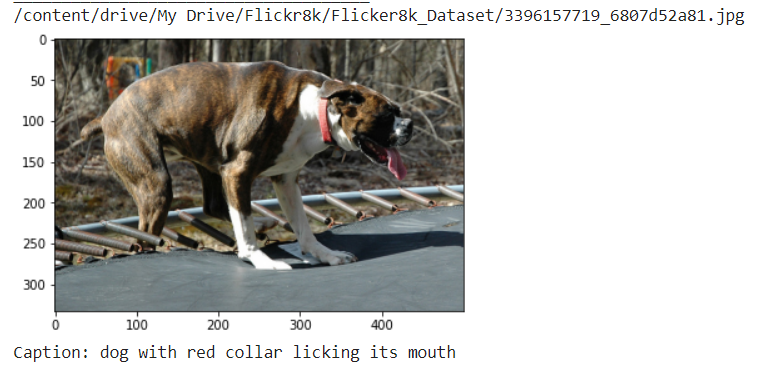 /content/drive/My Drive/Flickr8k/Flicker8k_Dataset/3396157719_6807d52a81.jpg
0
50
100
150
200
250
300
0 100 200 300 400
Caption: dog with red collar licking its mouth